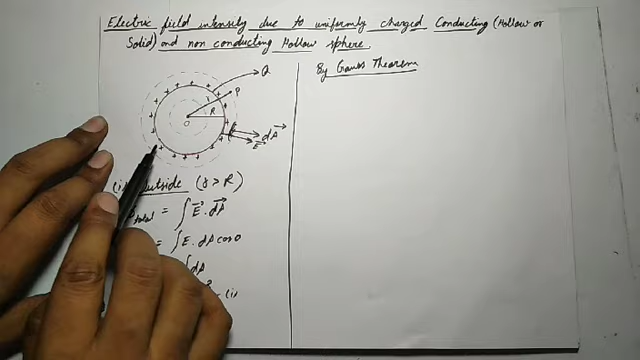 Electric field intensity due to uniformly charged Conducting (Hollow or
Solid) and non conducting Hollow sphere.
By Gauss Theorem
Q
P
r
R
O
dA
E
outside (r > R)
= ∫ E . dA
= ∫ E . dA cos θ
∫ dA